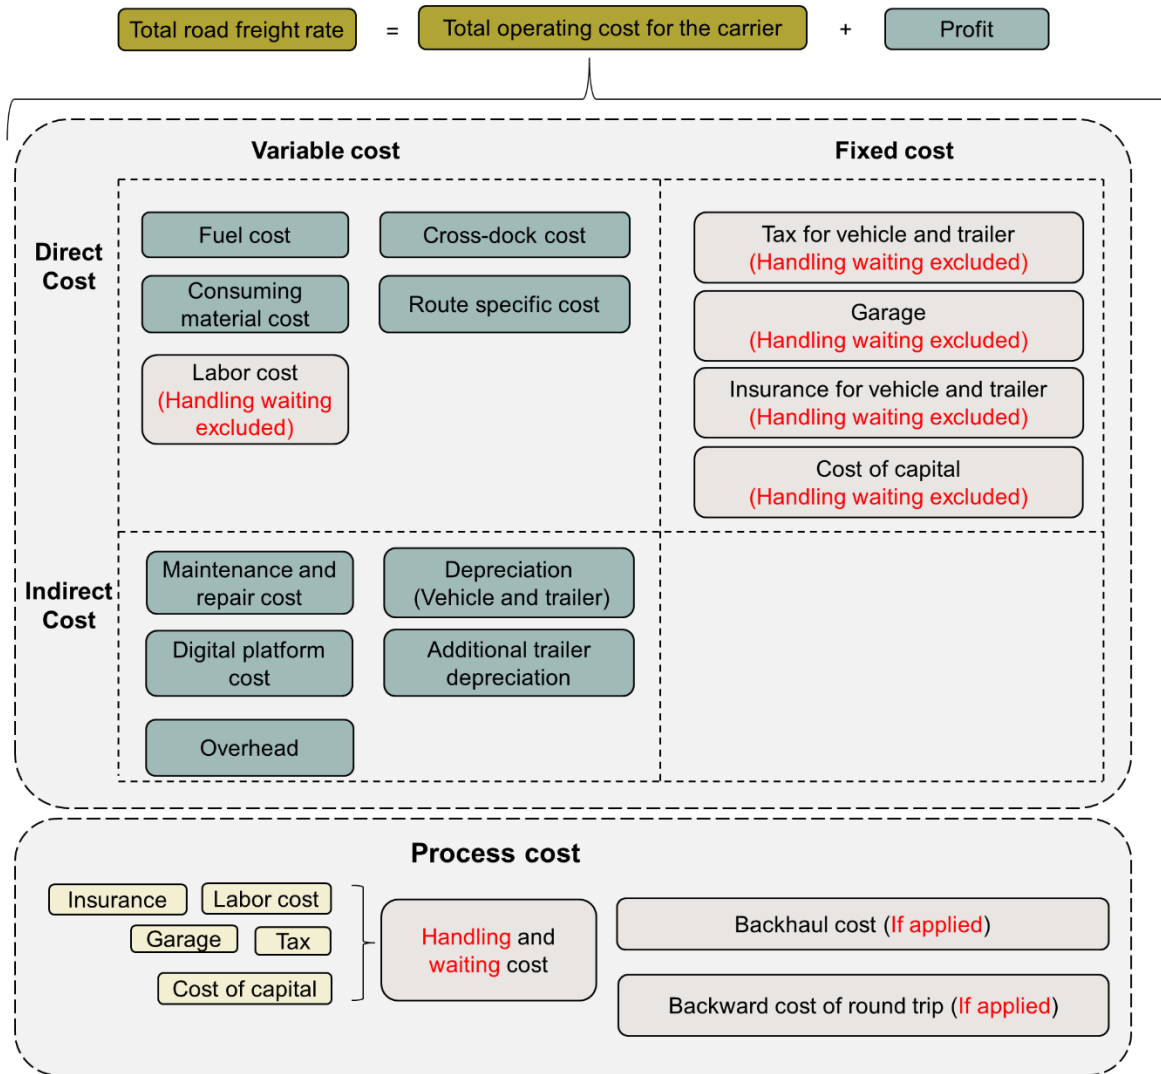 Total road freight rate = Total operating cost for the carrier + Profit
Variable cost
Fixed cost
Direct
Cost
Fuel cost
Cross-dock cost
Consuming
material cost
Route specific cost
Labor cost
(Handling waiting
excluded)
Tax for vehicle and trailer
(Handling waiting excluded)
Garage
(Handling waiting excluded)
Insurance for vehicle and trailer
(Handling waiting excluded)
Cost of capital
(Handling waiting excluded)
Indirect
Cost
Maintenance and
repair cost
Depreciation
(Vehicle and trailer)
Digital platform
cost
Additional trailer
depreciation
Overhead
Process cost
Insurance
Labor cost
Garage
Tax
Cost of capital
Handling and
waiting cost
Backhaul cost (If applied)
Backward cost of round trip (If applied)